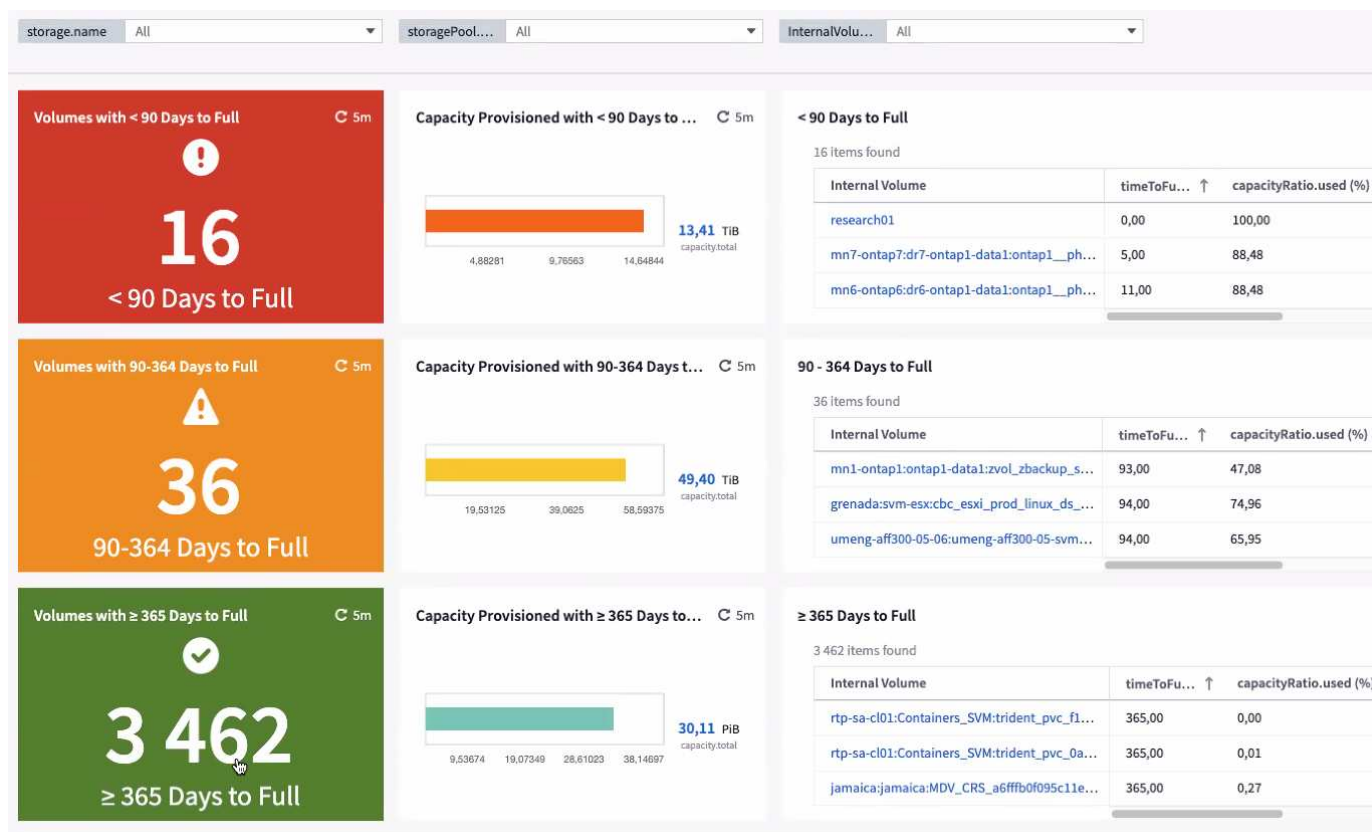 storage.name All storagePool.... All InternalVolu... All
Volumes with < 90 Days to Full 5m
16
< 90 Days to Full
Capacity Provisioned with < 90 Days to ... 5m
13,41 TiB
capacity.total
4,88281 9,76563 14,64844
< 90 Days to Full
16 items found
Internal Volume timeToFu... ↑ capacityRatio.used (%)
research01 0,00 100,00
mn7-ontap7:dr7-ontap1-data1:ontap1__ph... 5,00 88,48
mn6-ontap6:dr6-ontap1-data1:ontap1__ph... 11,00 88,48
Volumes with 90-364 Days to Full 5m
36
90-364 Days to Full
Capacity Provisioned with 90-364 Days t... 5m
49,40 TiB
capacity.total
19,53125 39,0625 58,59375
90 - 364 Days to Full
36 items found
Internal Volume timeToFu... ↑ capacityRatio.used (%)
mn1-ontap1:ontap1-data1:zvol_zbackup_s... 93,00 47,08
grenada:svm-esx:cbc_esxi_prod_linux_ds_... 94,00 74,96
umeng-aff300-05-06:umeng-aff300-05-svm... 94,00 65,95
Volumes with ≥ 365 Days to Full 5m
3 462
≥ 365 Days to Full
Capacity Provisioned with ≥ 365 Days to... 5m
30,11 PiB
capacity.total
9,53674 19,07349 28,61023 38,14697
≥ 365 Days to Full
3 462 items found
Internal Volume timeToFu... ↑ capacityRatio.used (%)
rtp-sa-cl01:Containers_SVM:trident_pvc_f1... 365,00 0,00
rtp-sa-cl01:Containers_SVM:trident_pvc_0a... 365,00 0,01
jamaica:jamaica:MDV_CRS_a6fffb0f095c11e... 365,00 0,27